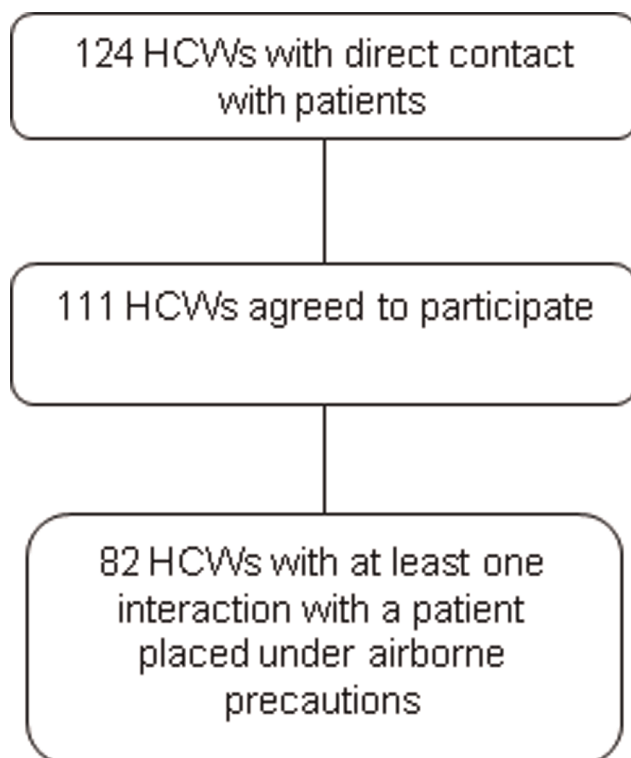 124 HCWs with direct contact
with patients
111 HCWs agreed to participate
82 HCWs with at least one
interaction with a patient
placed under airborne
precautions